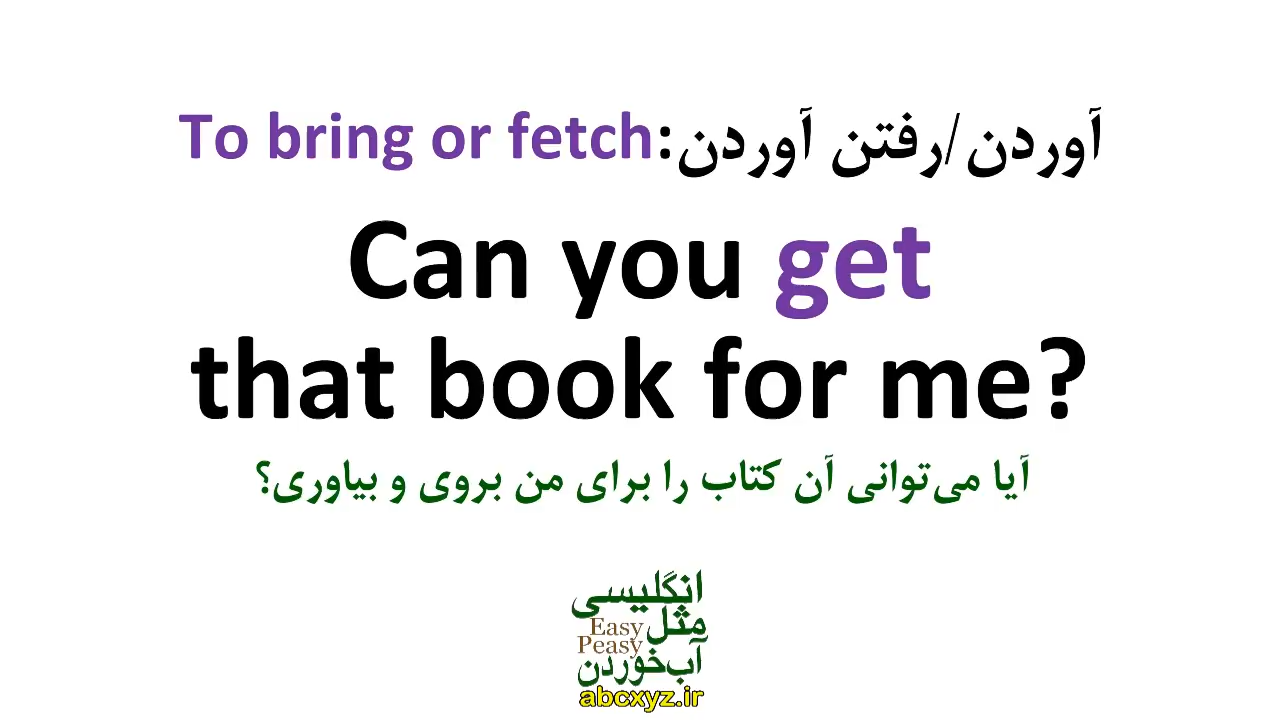 آوردن/رفتن آوردن: To bring or fetch
Can you get
that book for me?
آیا می‌توانی آن کتاب را برای من بروی و بیاوری؟
انگلیسی
مثل Easy
Peasy
آب‌خوردن
abcxyz.ir